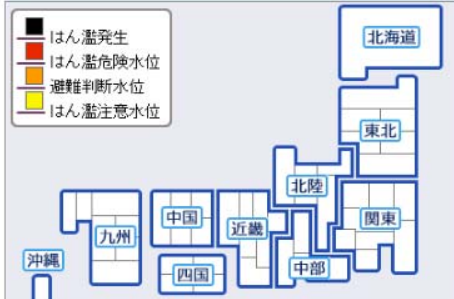 はん濫発生
はん濫危険水位
避難判断水位
はん濫注意水位
北海道
東北
北陸
関東
中国
近畿
九州
中部
沖縄
四国